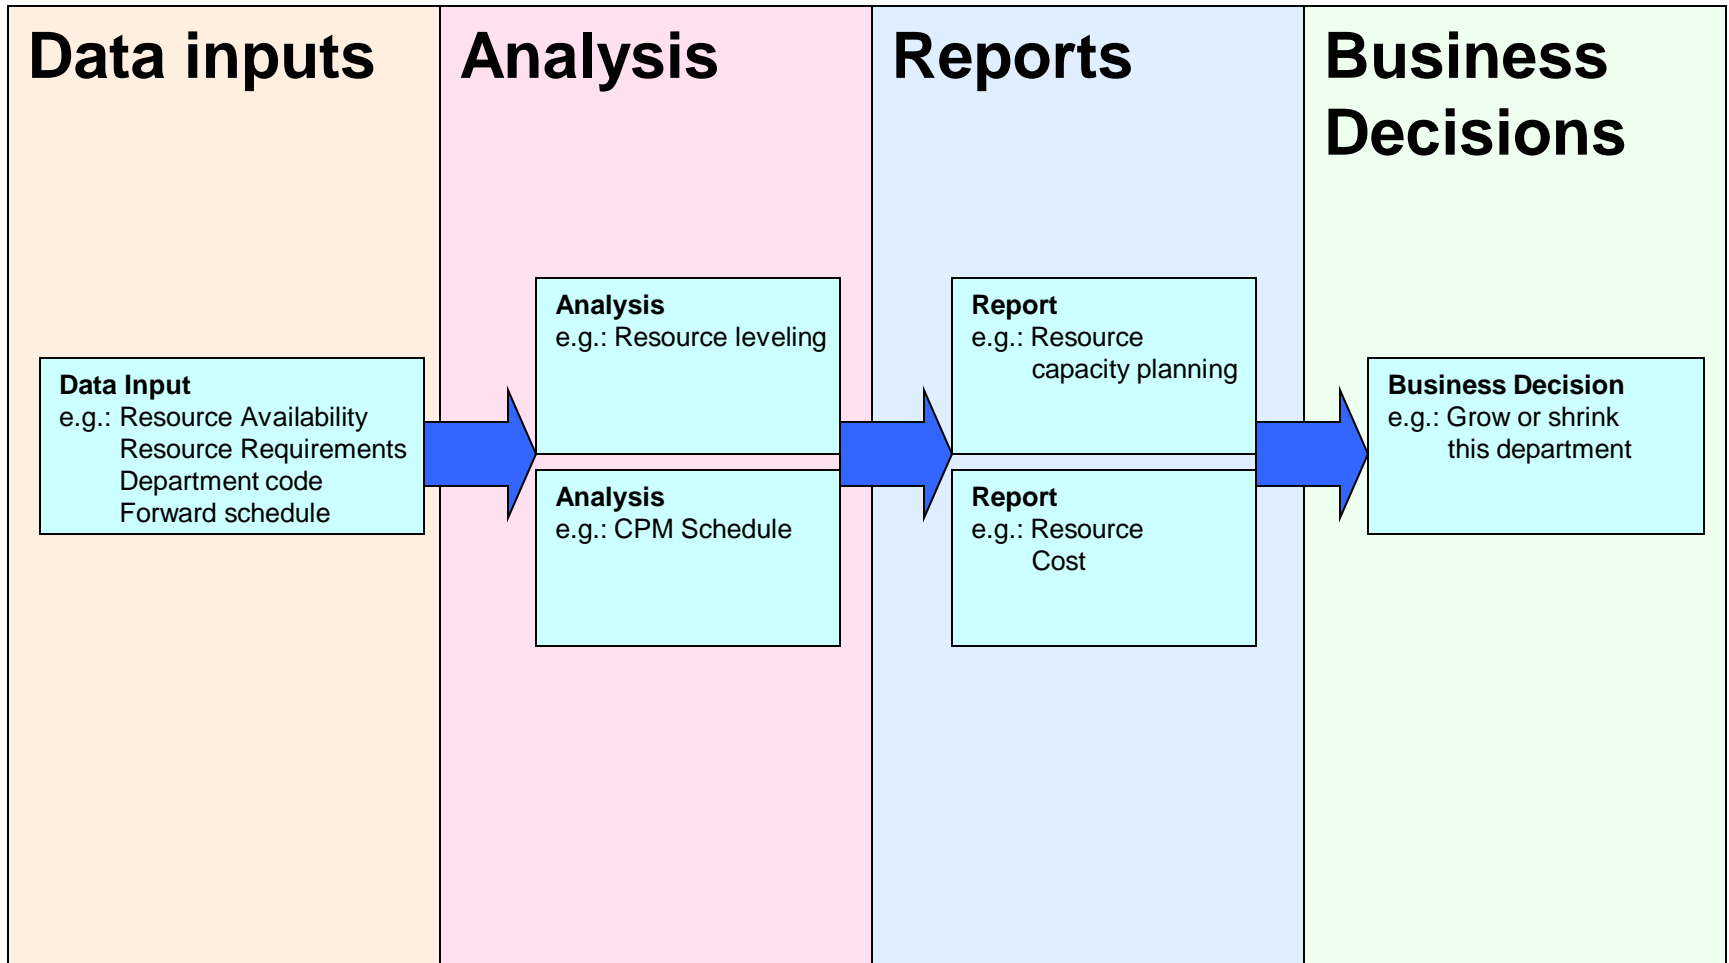 Data inputs
Analysis
Reports
Business
Decisions
Data Input
e.g.: Resource Availability
Resource Requirements
Department code
Forward schedule
Analysis
e.g.: Resource leveling
Analysis
e.g.: CPM Schedule
Report
e.g.: Resource
capacity planning
Report
e.g.: Resource
Cost
Business Decision
e.g.: Grow or shrink
this department